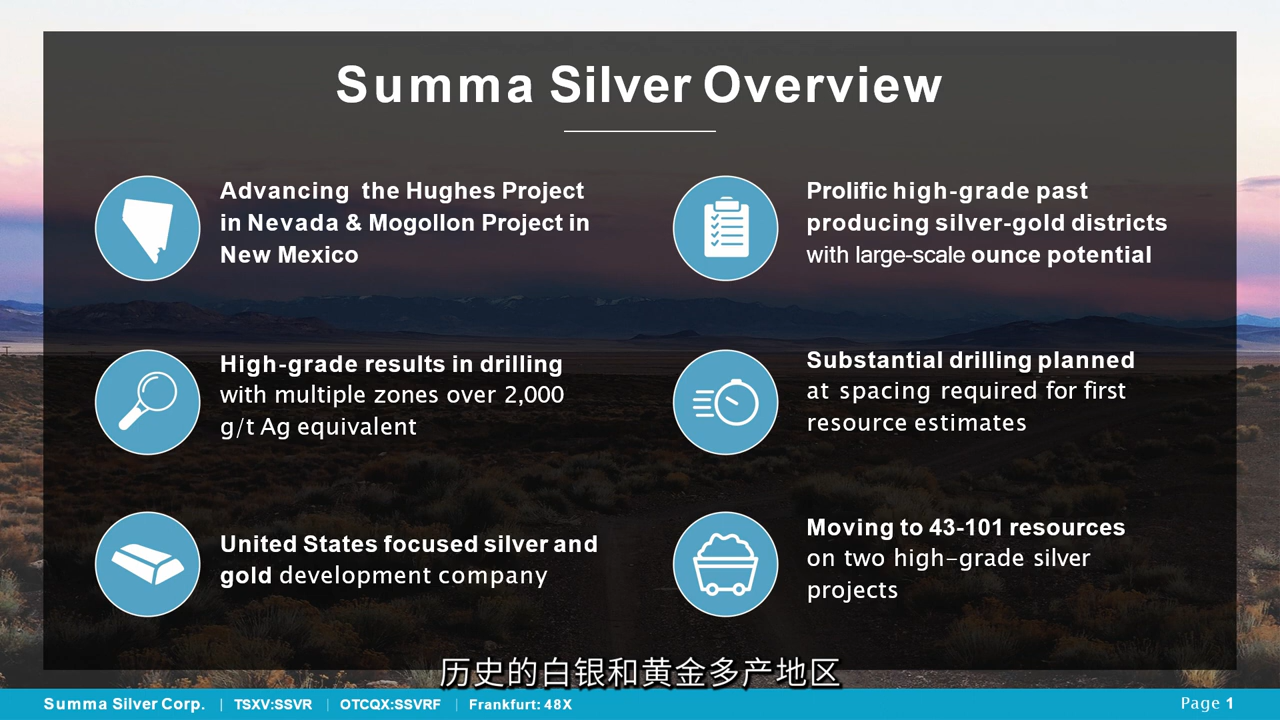 Summa Silver Overview
Advancing the Hughes Project
in Nevada & Mogollon Project in
New Mexico
Prolific high-grade past
producing silver-gold districts
with large-scale ounce potential
High-grade results in drilling
with multiple zones over 2,000
g/t Ag equivalent
Substantial drilling planned
at spacing required for first
resource estimates
United States focused silver and
gold development company
Moving to 43-101 resources
on two high-grade silver
projects
历史的白银和黄金多产地区
Summa Silver Corp. | TSXV:SSVR | OTCQX:SSVRF | Frankfurt: 48X
Page 1